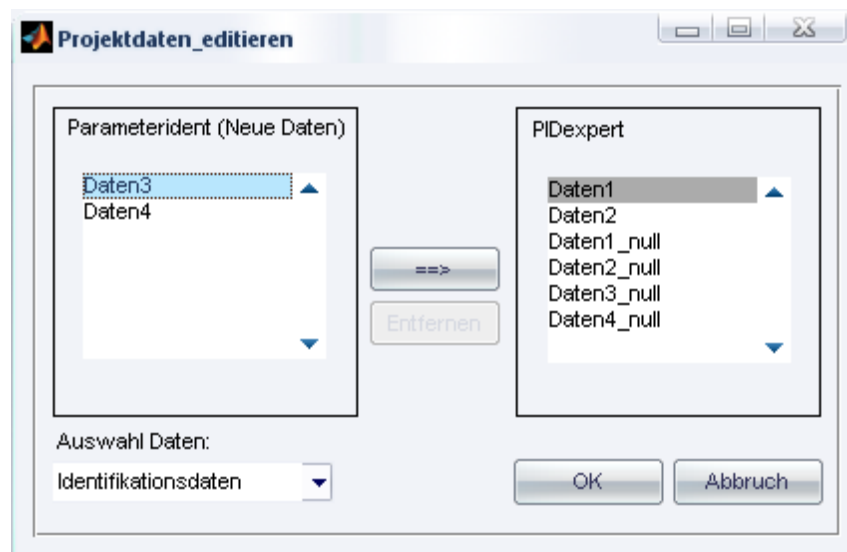 Projektdaten_editieren
Parameterident (Neue Daten)
Daten3
Daten4
==>
Entfernen
PIDexpert
Daten1
Daten2
Daten1_null
Daten2_null
Daten3_null
Daten4_null
Auswahl Daten:
Identifikationsdaten
OK
Abbruch